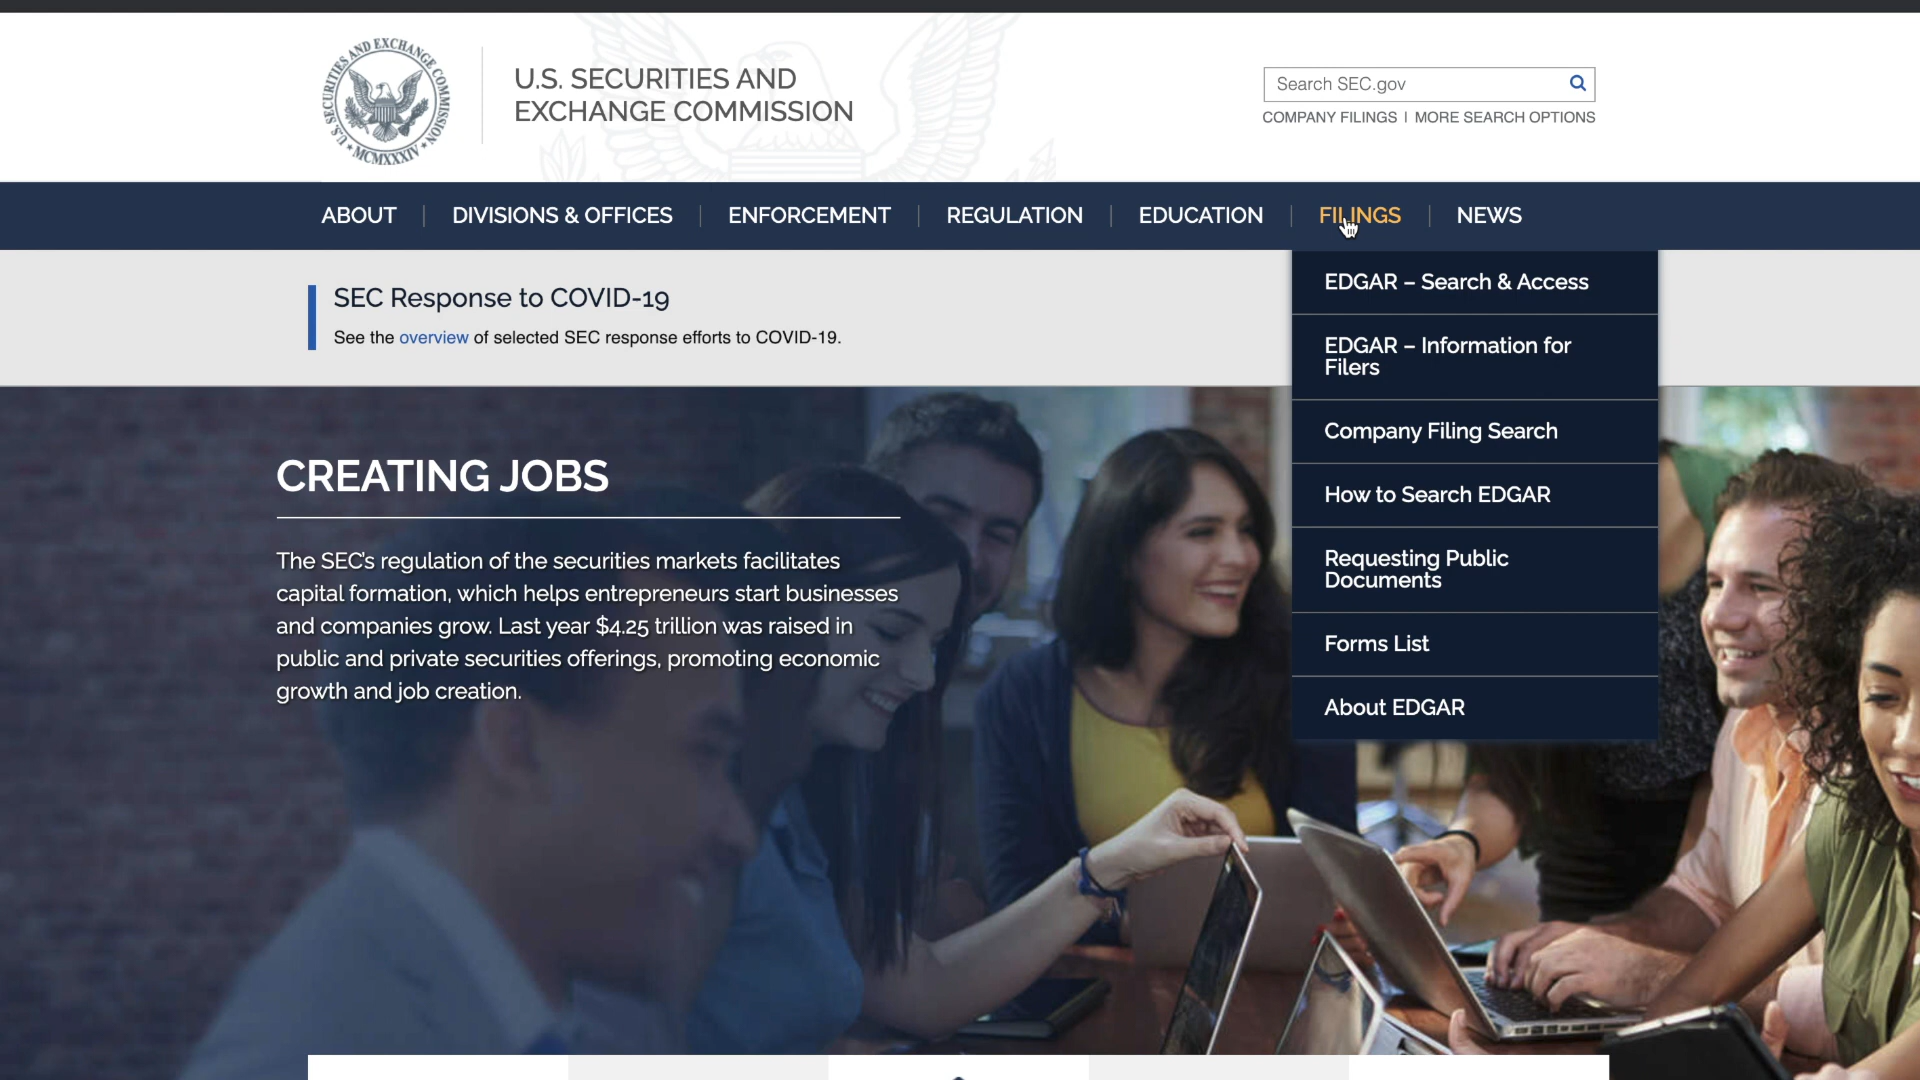 U.S. SECURITIES AND EXCHANGE COMMISSION
MCMXXXIV
U.S. SECURITIES AND
EXCHANGE COMMISSION
Search SEC.gov
COMPANY FILINGS | MORE SEARCH OPTIONS
ABOUT | DIVISIONS & OFFICES | ENFORCEMENT | REGULATION | EDUCATION | FILINGS | NEWS
SEC Response to COVID-19
See the overview of selected SEC response efforts to COVID-19.
EDGAR – Search & Access
EDGAR – Information for
Filers
Company Filing Search
How to Search EDGAR
Requesting Public
Documents
Forms List
About EDGAR
CREATING JOBS
The SEC's regulation of the securities markets facilitates
capital formation, which helps entrepreneurs start businesses
and companies grow. Last year $4.25 trillion was raised in
public and private securities offerings, promoting economic
growth and job creation.